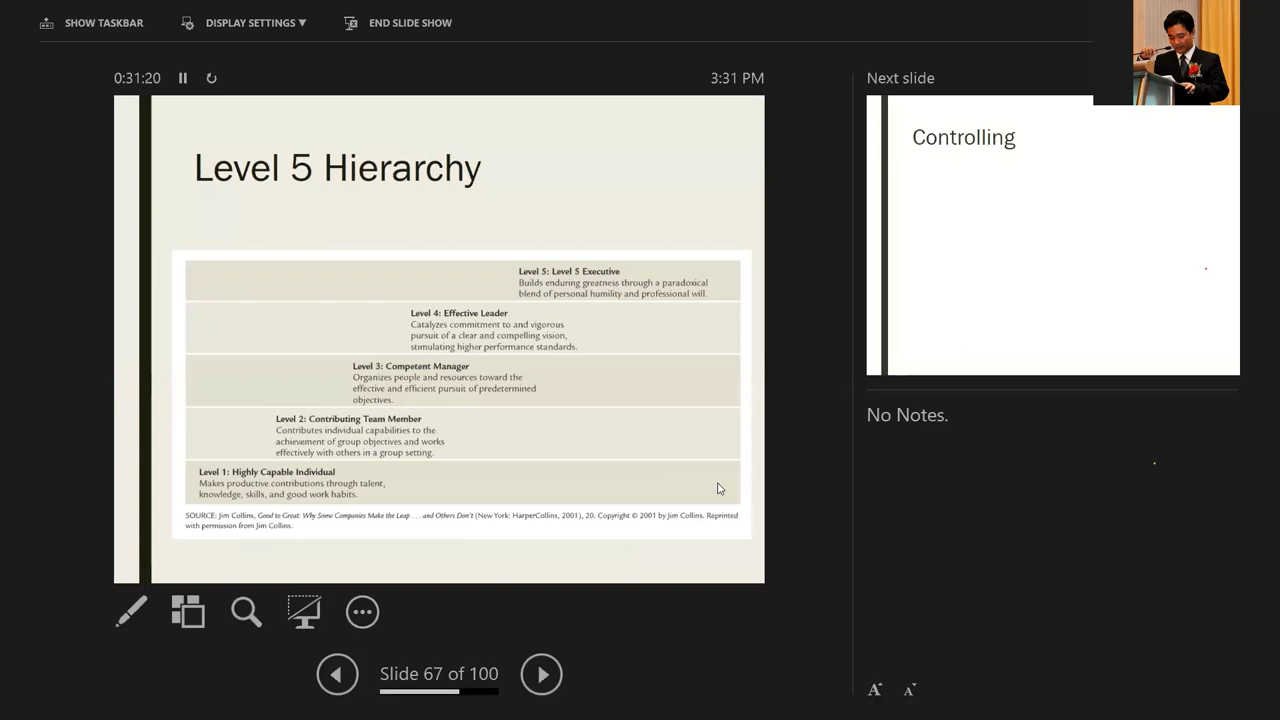 SHOW TASKBAR
DISPLAY SETTINGS ▼
END SLIDE SHOW
0:31:20
3:31 PM
Next slide
Level 5 Hierarchy
Controlling
Level 5: Level 5 Executive
Builds enduring greatness through a paradoxical
blend of personal humility and professional will.
Level 4: Effective Leader
Catalyzes commitment to and vigorous
pursuit of a clear and compelling vision,
stimulating higher performance standards.
Level 3: Competent Manager
Organizes people and resources toward the
effective and efficient pursuit of predetermined
objectives.
Level 2: Contributing Team Member
Contributes individual capabilities to the
achievement of group objectives and works
effectively with others in a group setting.
Level 1: Highly Capable Individual
Makes productive contributions through talent,
knowledge, skills, and good work habits.
SOURCE: Jim Collins, Good to Great: Why Some Companies Make the Leap . . . and Others Don't (New York: HarperCollins, 2001), 20. Copyright © 2001 by Jim Collins. Reprinted
with permission from Jim Collins.
No Notes.
Slide 67 of 100
A A